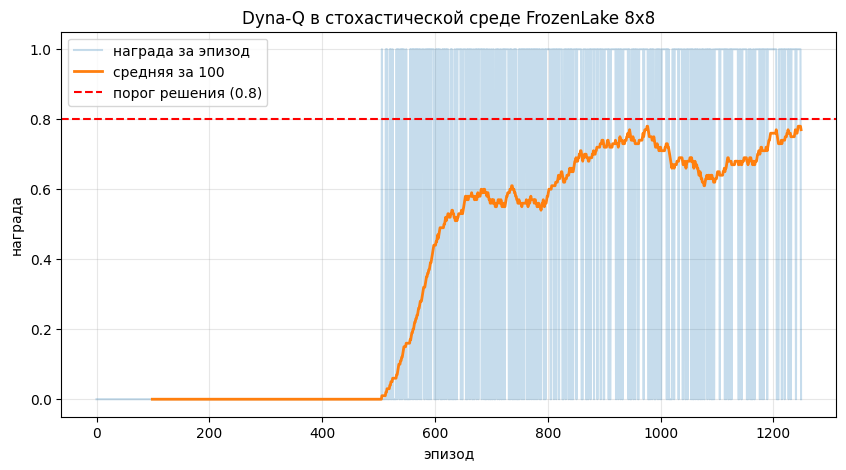 Dyna-Q в стохастической среде FrozenLake 8x8
награда за эпизод
средняя за 100
порог решения (0.8)
1.0
0.8
0.6
0.4
0.2
0.0
награда
0 200 400 600 800 1000 1200
эпизод